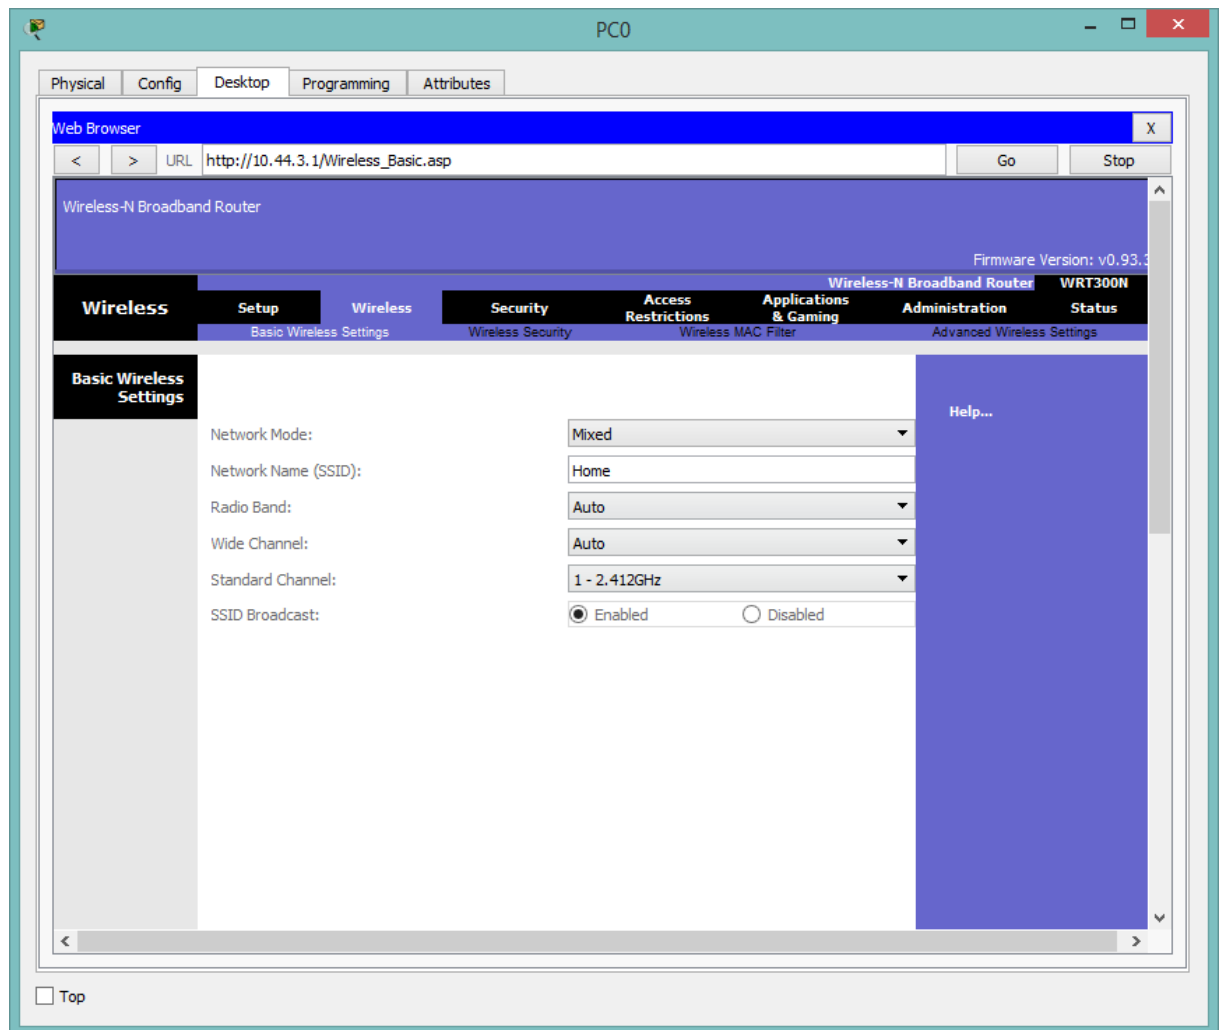 PC0
Physical Config Desktop Programming Attributes
Web Browser X
< > URL http://10.44.3.1/Wireless_Basic.asp Go Stop
Wireless-N Broadband Router
Firmware Version: v0.93.3
Wireless-N Broadband Router WRT300N
Wireless Setup Wireless Security Access Restrictions Applications & Gaming Administration Status
Basic Wireless Settings Wireless Security Wireless MAC Filter Advanced Wireless Settings
Basic Wireless
Settings
Help...
Network Mode: Mixed
Network Name (SSID): Home
Radio Band: Auto
Wide Channel: Auto
Standard Channel: 1 - 2.412GHz
SSID Broadcast: Enabled Disabled
Top